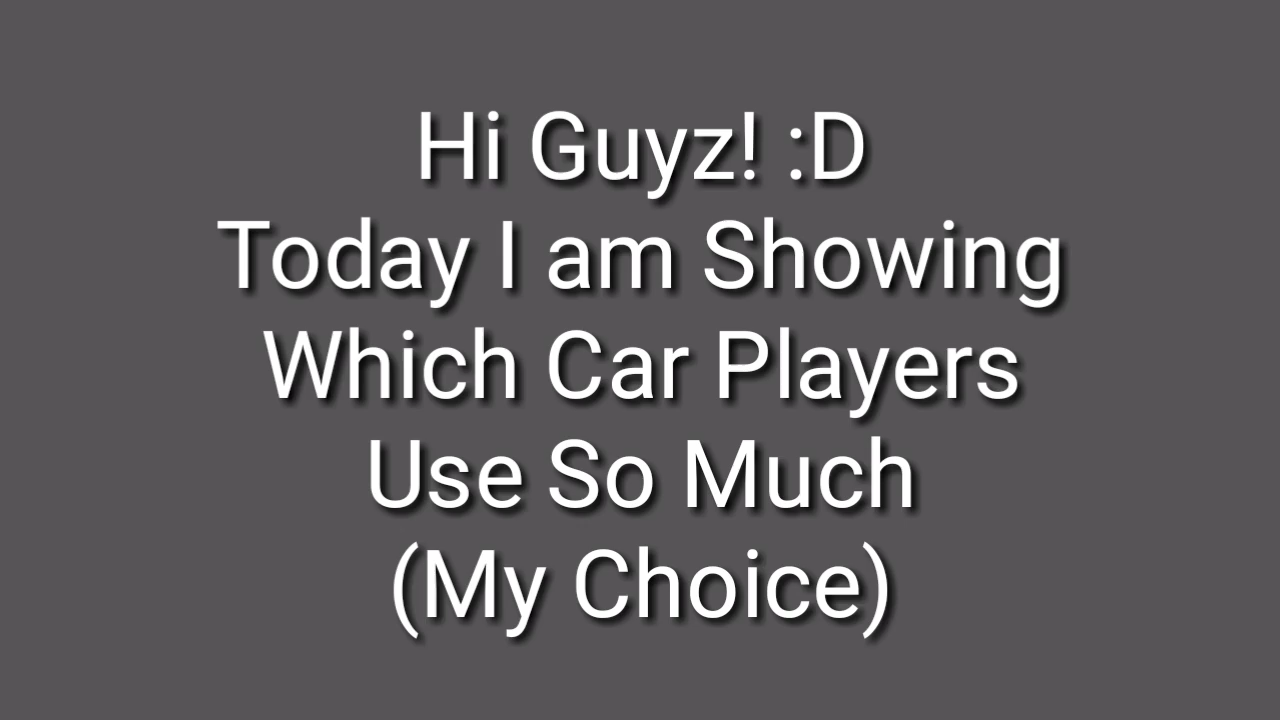 Hi Guyz! :D
Today I am Showing
Which Car Players
Use So Much
(My Choice)